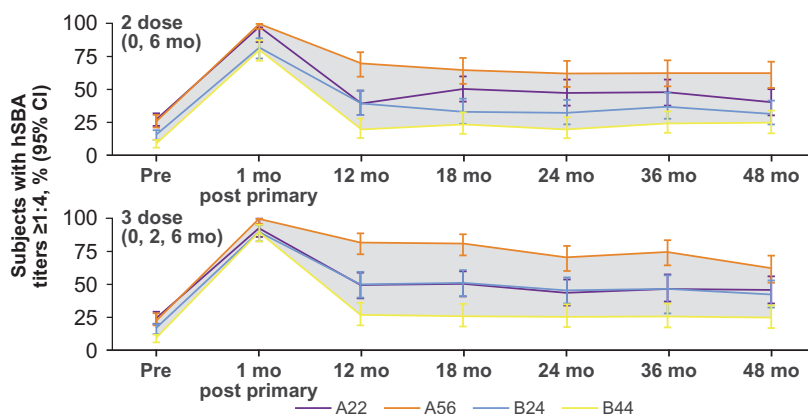 Subjects with hSBA
titers ≥1:4, % (95% CI)
100
75
50
25
0
2 dose
(0, 6 mo)
Pre
1 mo
post primary
12 mo
18 mo
24 mo
36 mo
48 mo
100
75
50
25
0
3 dose
(0, 2, 6 mo)
Pre
1 mo
post primary
12 mo
18 mo
24 mo
36 mo
48 mo
A22
A56
B24
B44